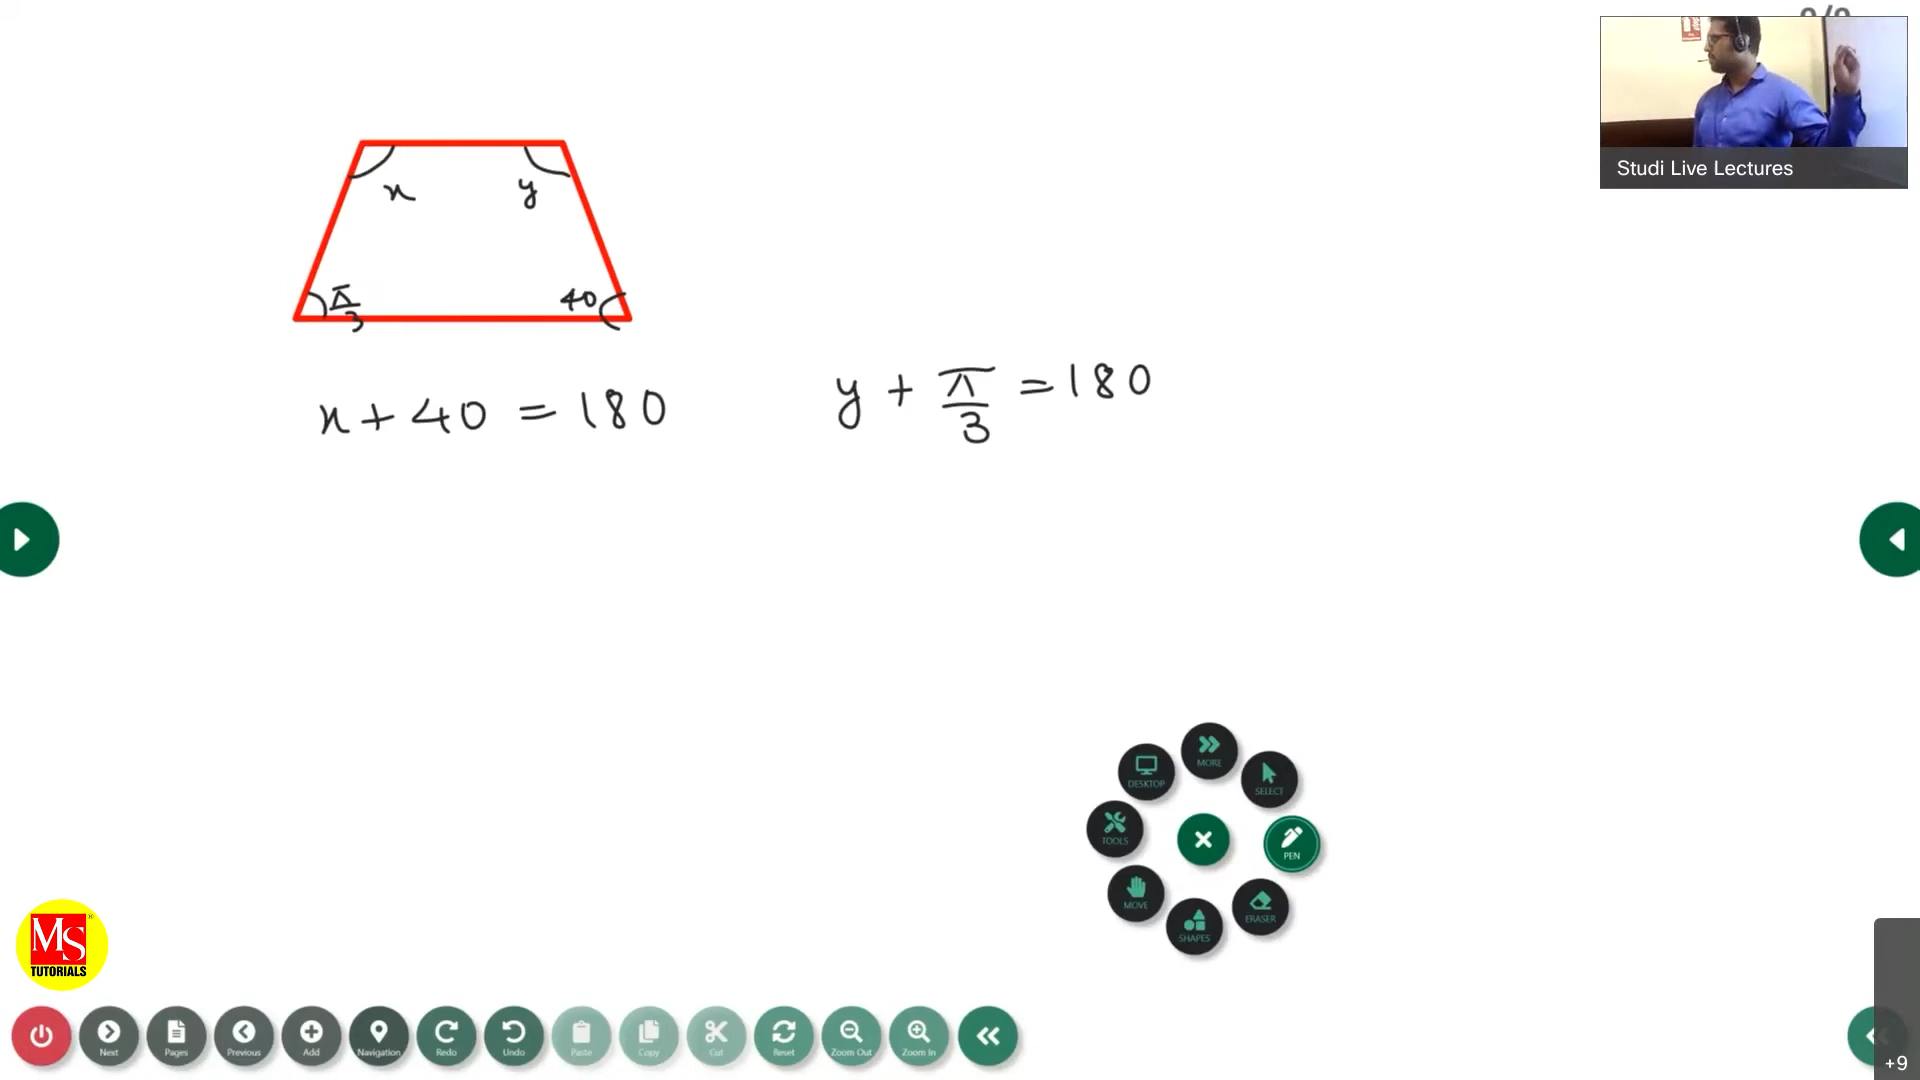 Studi Live Lectures
x
y
π/3
40
x + 40 = 180
y + π/3 = 180
MORE
DESKTOP
SELECT
TOOLS
PEN
MOVE
ERASER
SHAPES
MS®
TUTORIALS
Next Pages Previous Add Navigation Redo Undo Paste Copy Cut Reset Zoom Out Zoom In
+9